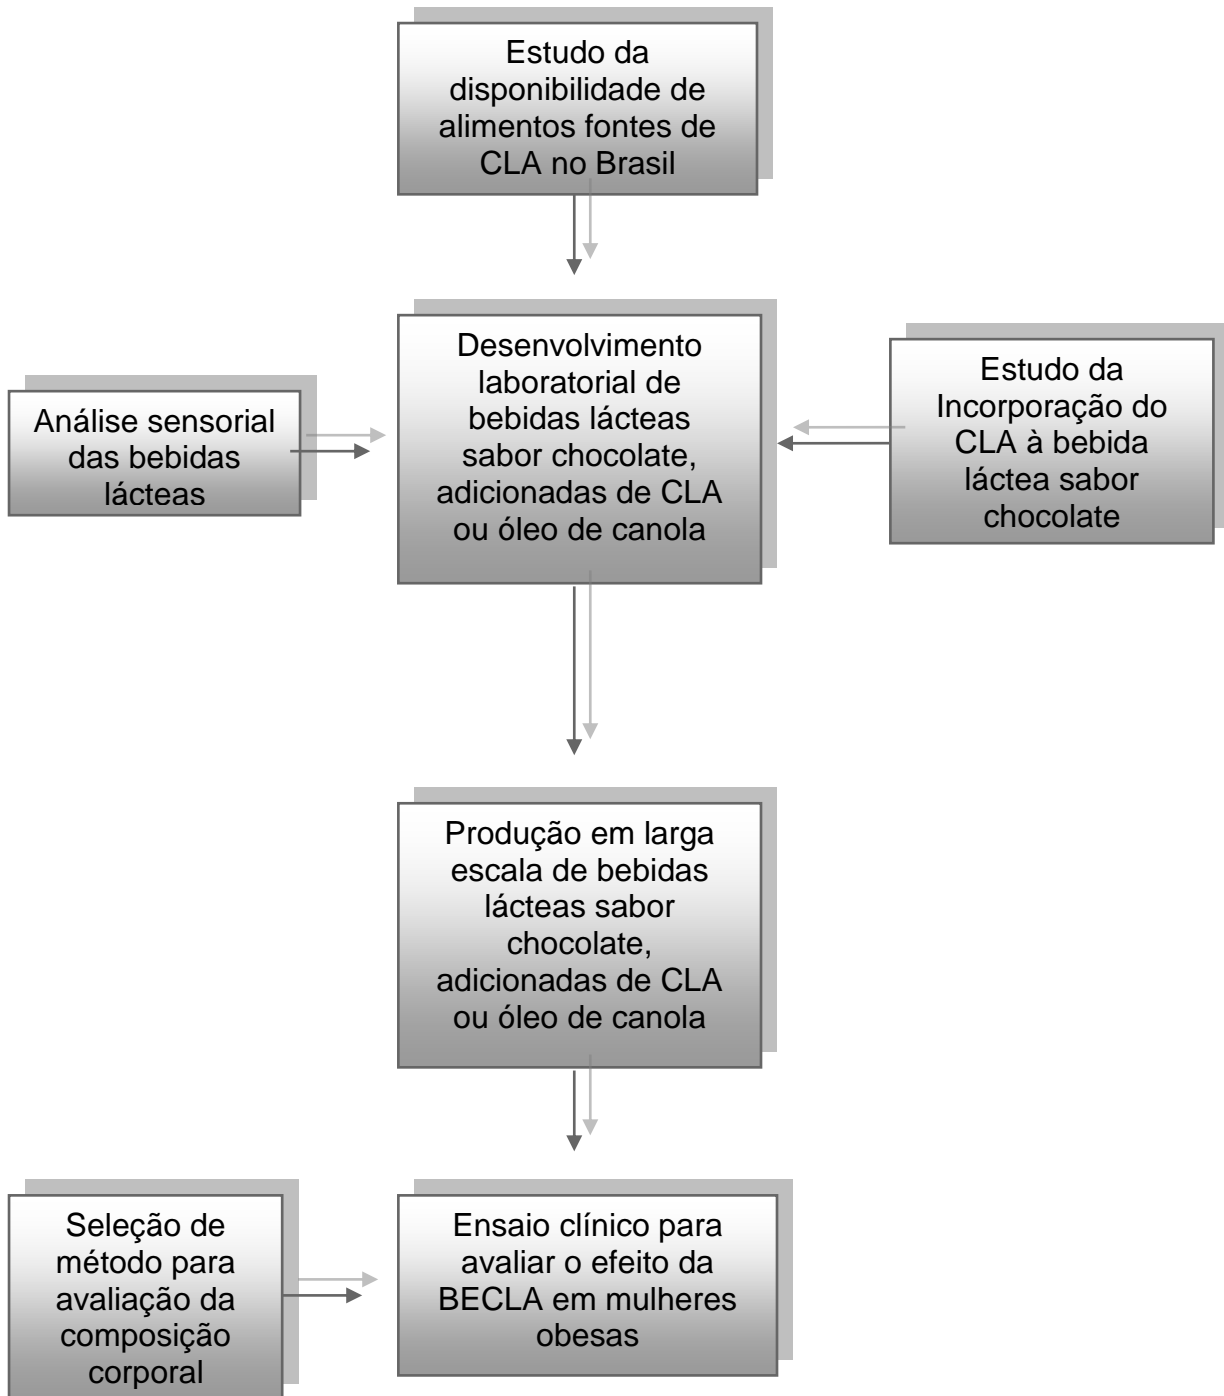 Estudo da
disponibilidade de
alimentos fontes de
CLA no Brasil
Análise sensorial
das bebidas
lácteas
Desenvolvimento
laboratorial de
bebidas lácteas
sabor chocolate,
adicionadas de CLA
ou óleo de canola
Estudo da
Incorporação do
CLA à bebida
láctea sabor
chocolate
Produção em larga
escala de bebidas
lácteas sabor
chocolate,
adicionadas de CLA
ou óleo de canola
Seleção de
método para
avaliação da
composição
corporal
Ensaio clínico para
avaliar o efeito da
BECLA em mulheres
obesas